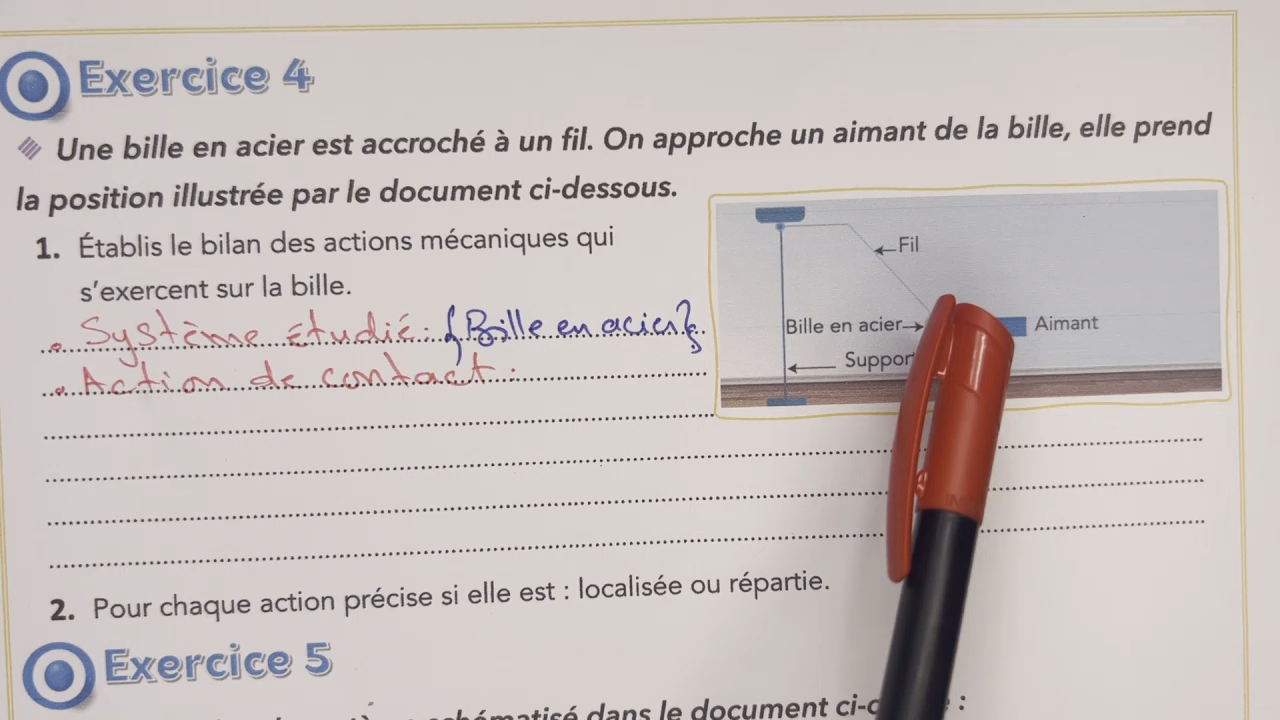 Exercice 4
Une bille en acier est accroché à un fil. On approche un aimant de la bille, elle prend
la position illustrée par le document ci-dessous.
1. Établis le bilan des actions mécaniques qui
s'exercent sur la bille.
• Système étudié : {Bille en acier}
• Action de contact :
Fil
Bille en acier
Aimant
Suppor
2. Pour chaque action précise si elle est : localisée ou répartie.
Exercice 5
dans le document